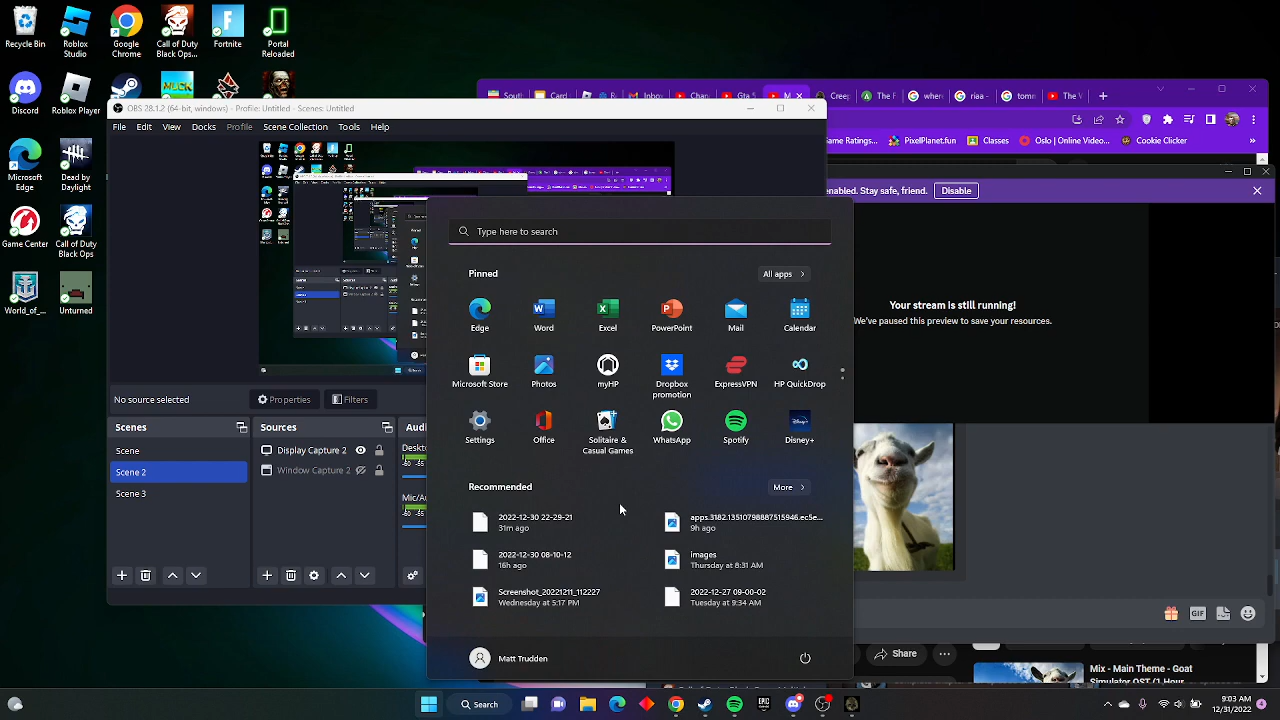 Recycle Bin
Roblox Studio
Google Chrome
Call of Duty Black Ops...
Fortnite
Portal Reloaded
Discord
Roblox Player
MUCK
Microsoft Edge
Dead by Daylight
Game Center
Call of Duty Black Ops
World_of_...
Unturned
OBS 28.1.2 (64-bit, windows) - Profile: Untitled - Scenes: Untitled
File Edit View Docks Profile Scene Collection Tools Help
No source selected
Properties
Filters
Scenes
Scene
Scene 2
Scene 3
Sources
Display Capture 2
Window Capture 2
Type here to search
Pinned
All apps
Edge
Word
Excel
PowerPoint
Mail
Calendar
Microsoft Store
Photos
myHP
Dropbox promotion
ExpressVPN
HP QuickDrop
Settings
Office
Solitaire & Casual Games
WhatsApp
Spotify
Disney+
Recommended
More
2022-12-30 22-29-21
31m ago
apps.3182.13510798887515946.ec5e...
9h ago
2022-12-30 08-10-12
16h ago
images
Thursday at 8:31 AM
Screenshot_20221211_112227
Wednesday at 5:17 PM
2022-12-27 09-00-02
Tuesday at 9:34 AM
Matt Trudden
PixelPlanet.fun
Classes
Oslo | Online Video...
Cookie Clicker
enabled. Stay safe, friend.
Disable
Your stream is still running!
We've paused this preview to save your resources.
GIF
Share
Mix - Main Theme - Goat
Search
9:03 AM
12/31/2022
4